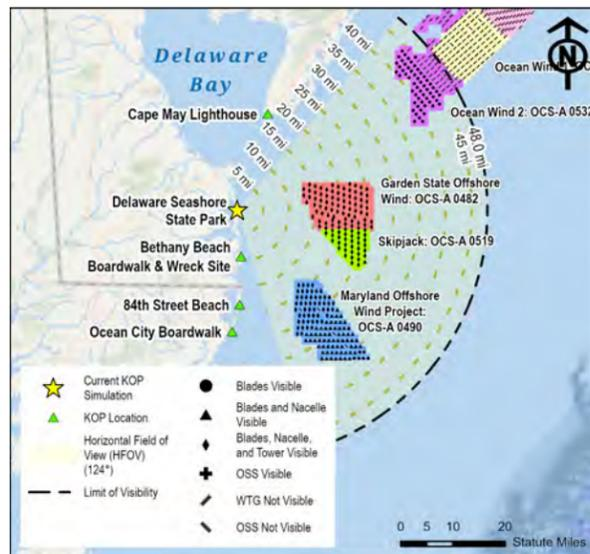 Delaware
Bay
Cape May Lighthouse
40 mi
35 mi
30 mi
25 mi
20 mi
15 mi
10 mi
5 mi
Ocean Wind
Ocean Wind 2: OCS-A 0532
48.0 mi
45 mi
N
Delaware Seashore
State Park
Garden State Offshore
Wind: OCS-A 0482
Skipjack: OCS-A 0519
Bethany Beach
Boardwalk & Wreck Site
84th Street Beach
Ocean City Boardwalk
Maryland Offshore
Wind Project:
OCS-A 0490
Current KOP
Simulation
KOP Location
Horizontal Field of
View (HFOV)
(124°)
Limit of Visibility
Blades Visible
Blades and Nacelle
Visible
Blades, Nacelle,
and Tower Visible
OSS Visible
WTG Not Visible
OSS Not Visible
0 5 10 20
Statute Miles